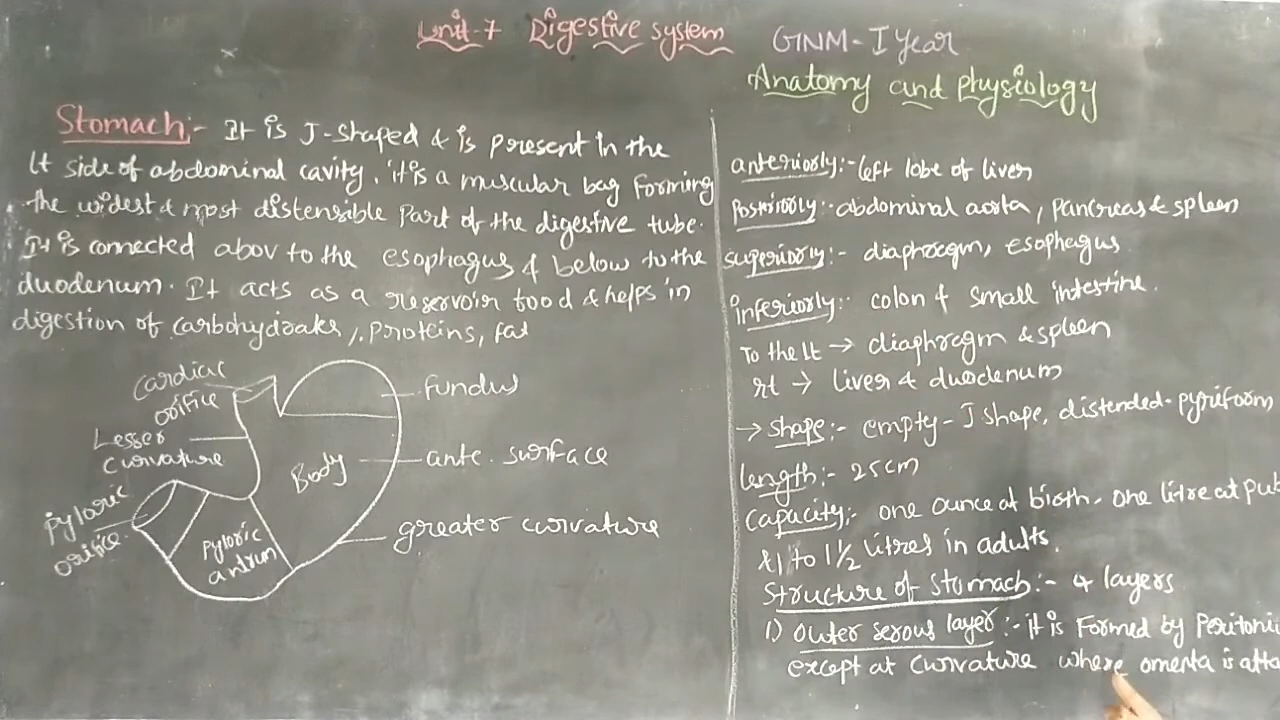 Unit-7 Digestive system GNM-I Year
Anatomy and physiology
Stomach:- It is J-shaped & is present in the
lt side of abdominal cavity. it is a muscular bag forming
the widest & most distensible part of the digestive tube.
It is connected abov to the esophagus & below to the
duodenum. It acts as a reservoir food & helps in
digestion of carbohydrates, proteins, fat
cardiac
orifice
Lesser
curvature
pyloric
orifice
Body
pyloric
antrum
fundus
ante. surface
greater curvature
anteriorly:- left lobe of liver
Posteriorly:- abdominal aorta, pancreas & spleen
superiorly:- diaphragm, esophagus
inferiorly:- colon & small intestine.
To the lt → diaphragm & spleen
rt → liver & duodenum
→ shape:- empty - J shape, distended - pyriform
length:- 25cm
capacity:- one ounce at birth - one litre at pub
& 1 to 1½ litres in adults.
Structure of Stomach:- 4 layers
1) outer serous layer:- it is Formed by Peritoni
except at curvature where omenta is atta